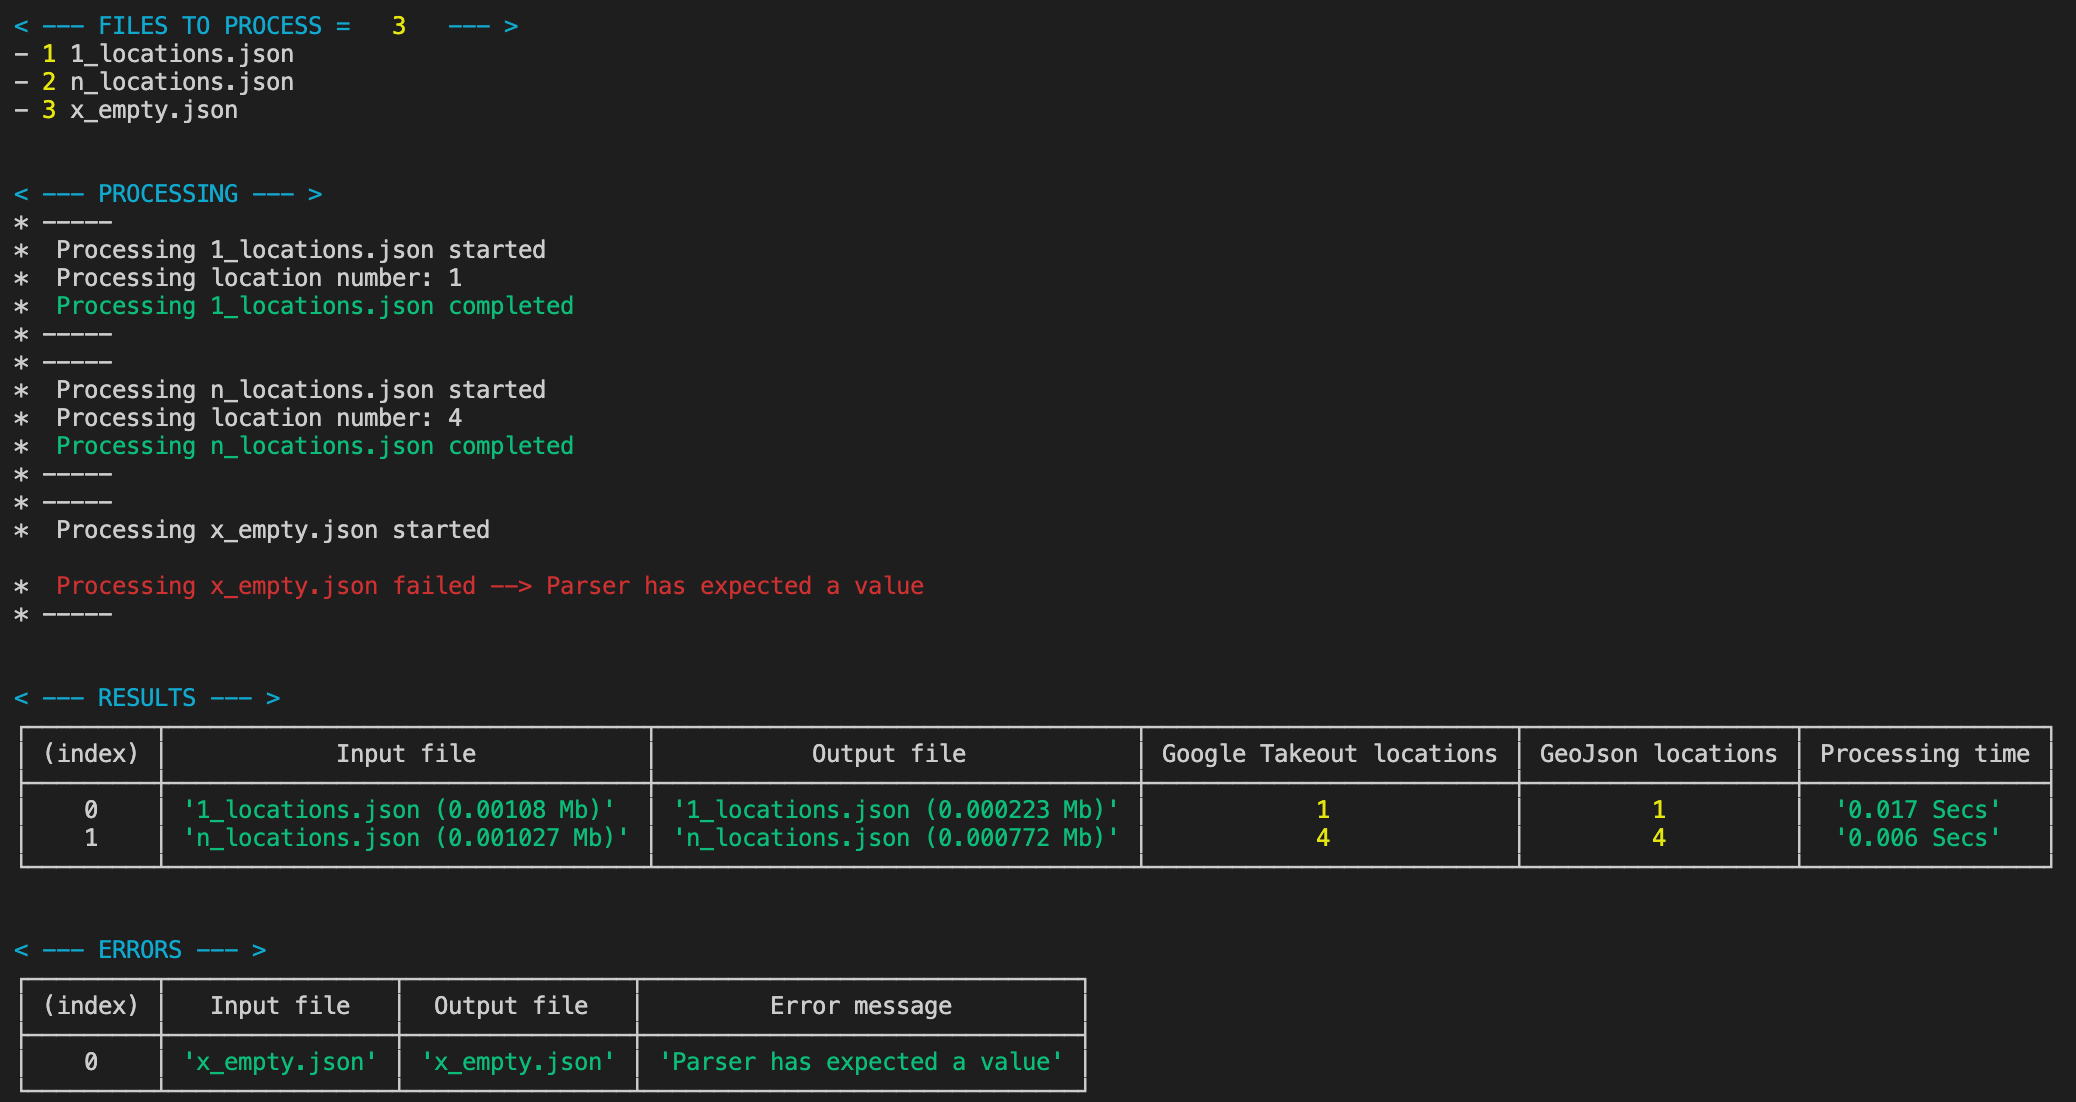 < --- FILES TO PROCESS =   3   --- >
- 1 1_locations.json
- 2 n_locations.json
- 3 x_empty.json
< --- PROCESSING --- >
* -----
*  Processing 1_locations.json started
*  Processing location number: 1
*  Processing 1_locations.json completed
* -----
* -----
*  Processing n_locations.json started
*  Processing location number: 4
*  Processing n_locations.json completed
* -----
* -----
*  Processing x_empty.json started
*  Processing x_empty.json failed --> Parser has expected a value
* -----
< --- RESULTS --- >
(index) Input file Output file Google Takeout locations GeoJson locations Processing time
0 '1_locations.json (0.00108 Mb)' '1_locations.json (0.000223 Mb)' 1 1 '0.017 Secs'
1 'n_locations.json (0.001027 Mb)' 'n_locations.json (0.000772 Mb)' 4 4 '0.006 Secs'
< --- ERRORS --- >
(index) Input file Output file Error message
0 'x_empty.json' 'x_empty.json' 'Parser has expected a value'